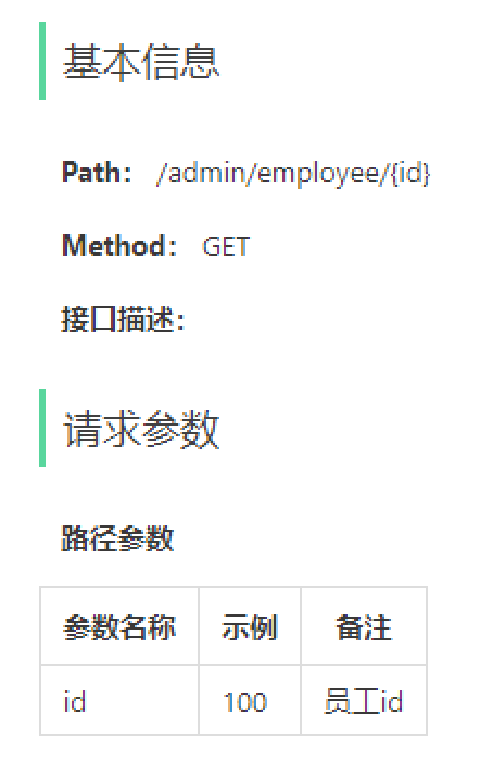 基本信息
Path： /admin/employee/{id}
Method： GET
接口描述：
请求参数
路径参数
参数名称 示例 备注
id 100 员工id